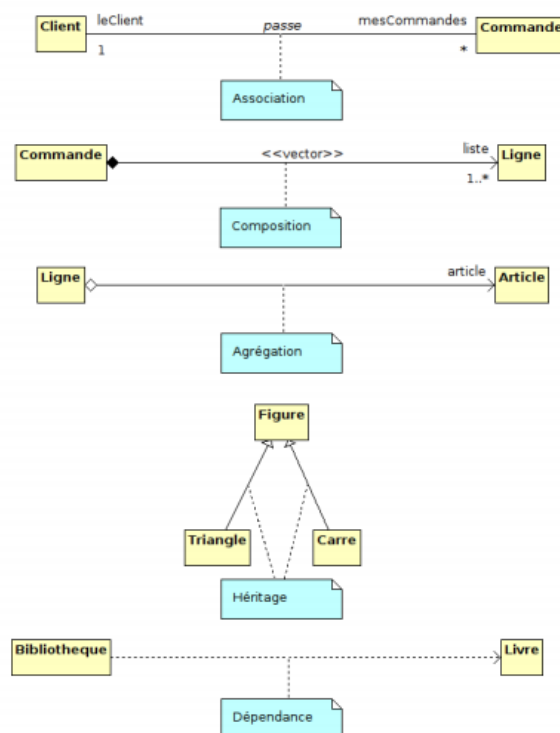 Client
leClient
passe
mesCommandes
Commande
1
*
Association
Commande
<<vector>>
liste
Ligne
1..*
Composition
Ligne
article
Article
Agrégation
Figure
Triangle
Carre
Héritage
Bibliotheque
Livre
Dépendance